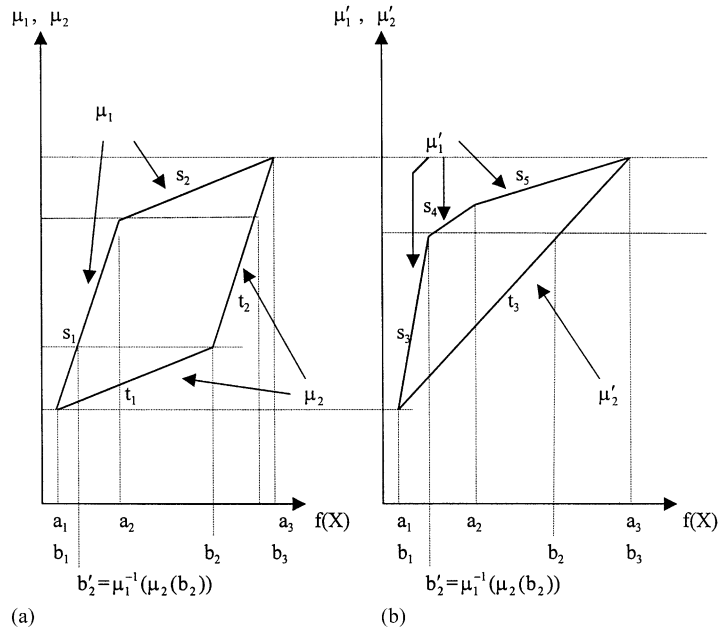 μ₁ , μ₂
μ′₁ , μ′₂
μ₁
μ′₁
s₂
s₅
s₄
t₂
t₃
s₁
s₃
t₁
μ₂
μ′₂
a₁ a₂ a₃ f(X)
b₁ b₂ b₃
b′₂=μ₁⁻¹(μ₂(b₂))
a₁ a₂ a₃ f(X)
b₁ b₂ b₃
b′₂=μ₁⁻¹(μ₂(b₂))
(a)
(b)